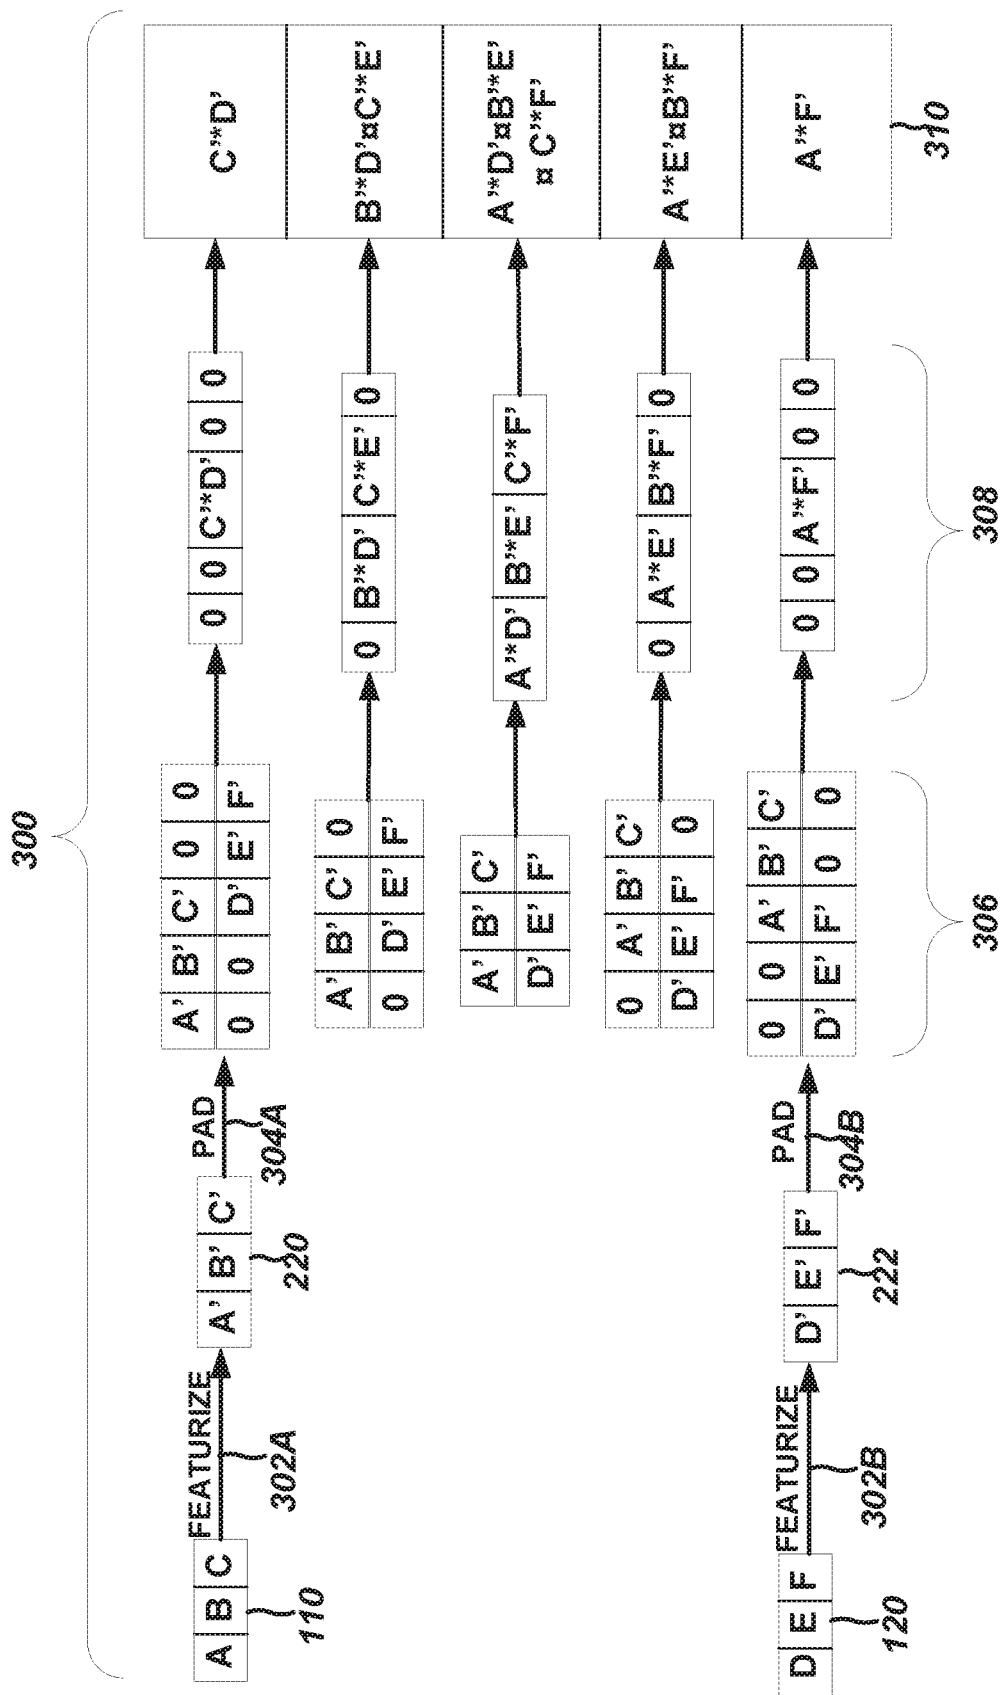 300
A B C
110
FEATURIZE
302A
A' B' C'
220
PAD
304A
A' B' C' 0 0
0 0 D' E' F'
0 0 C'*D' 0 0
C'*D'
A' B' C' 0
0 D' E' F'
0 B'*D' C'*E' 0
B'*D'¤C'*E'
A' B' C'
D' E' F'
A'*D' B'*E' C'*F'
A'*D'¤B'*E'
¤ C'*F'
0 A' B' C'
D' E' F' 0
0 A'*E' B'*F' 0
A'*E'¤B'*F'
D E F
120
FEATURIZE
302B
D' E' F'
222
PAD
304B
0 0 A' B' C'
D' E' F' 0 0
0 0 A'*F' 0 0
A'*F'
306
308
310